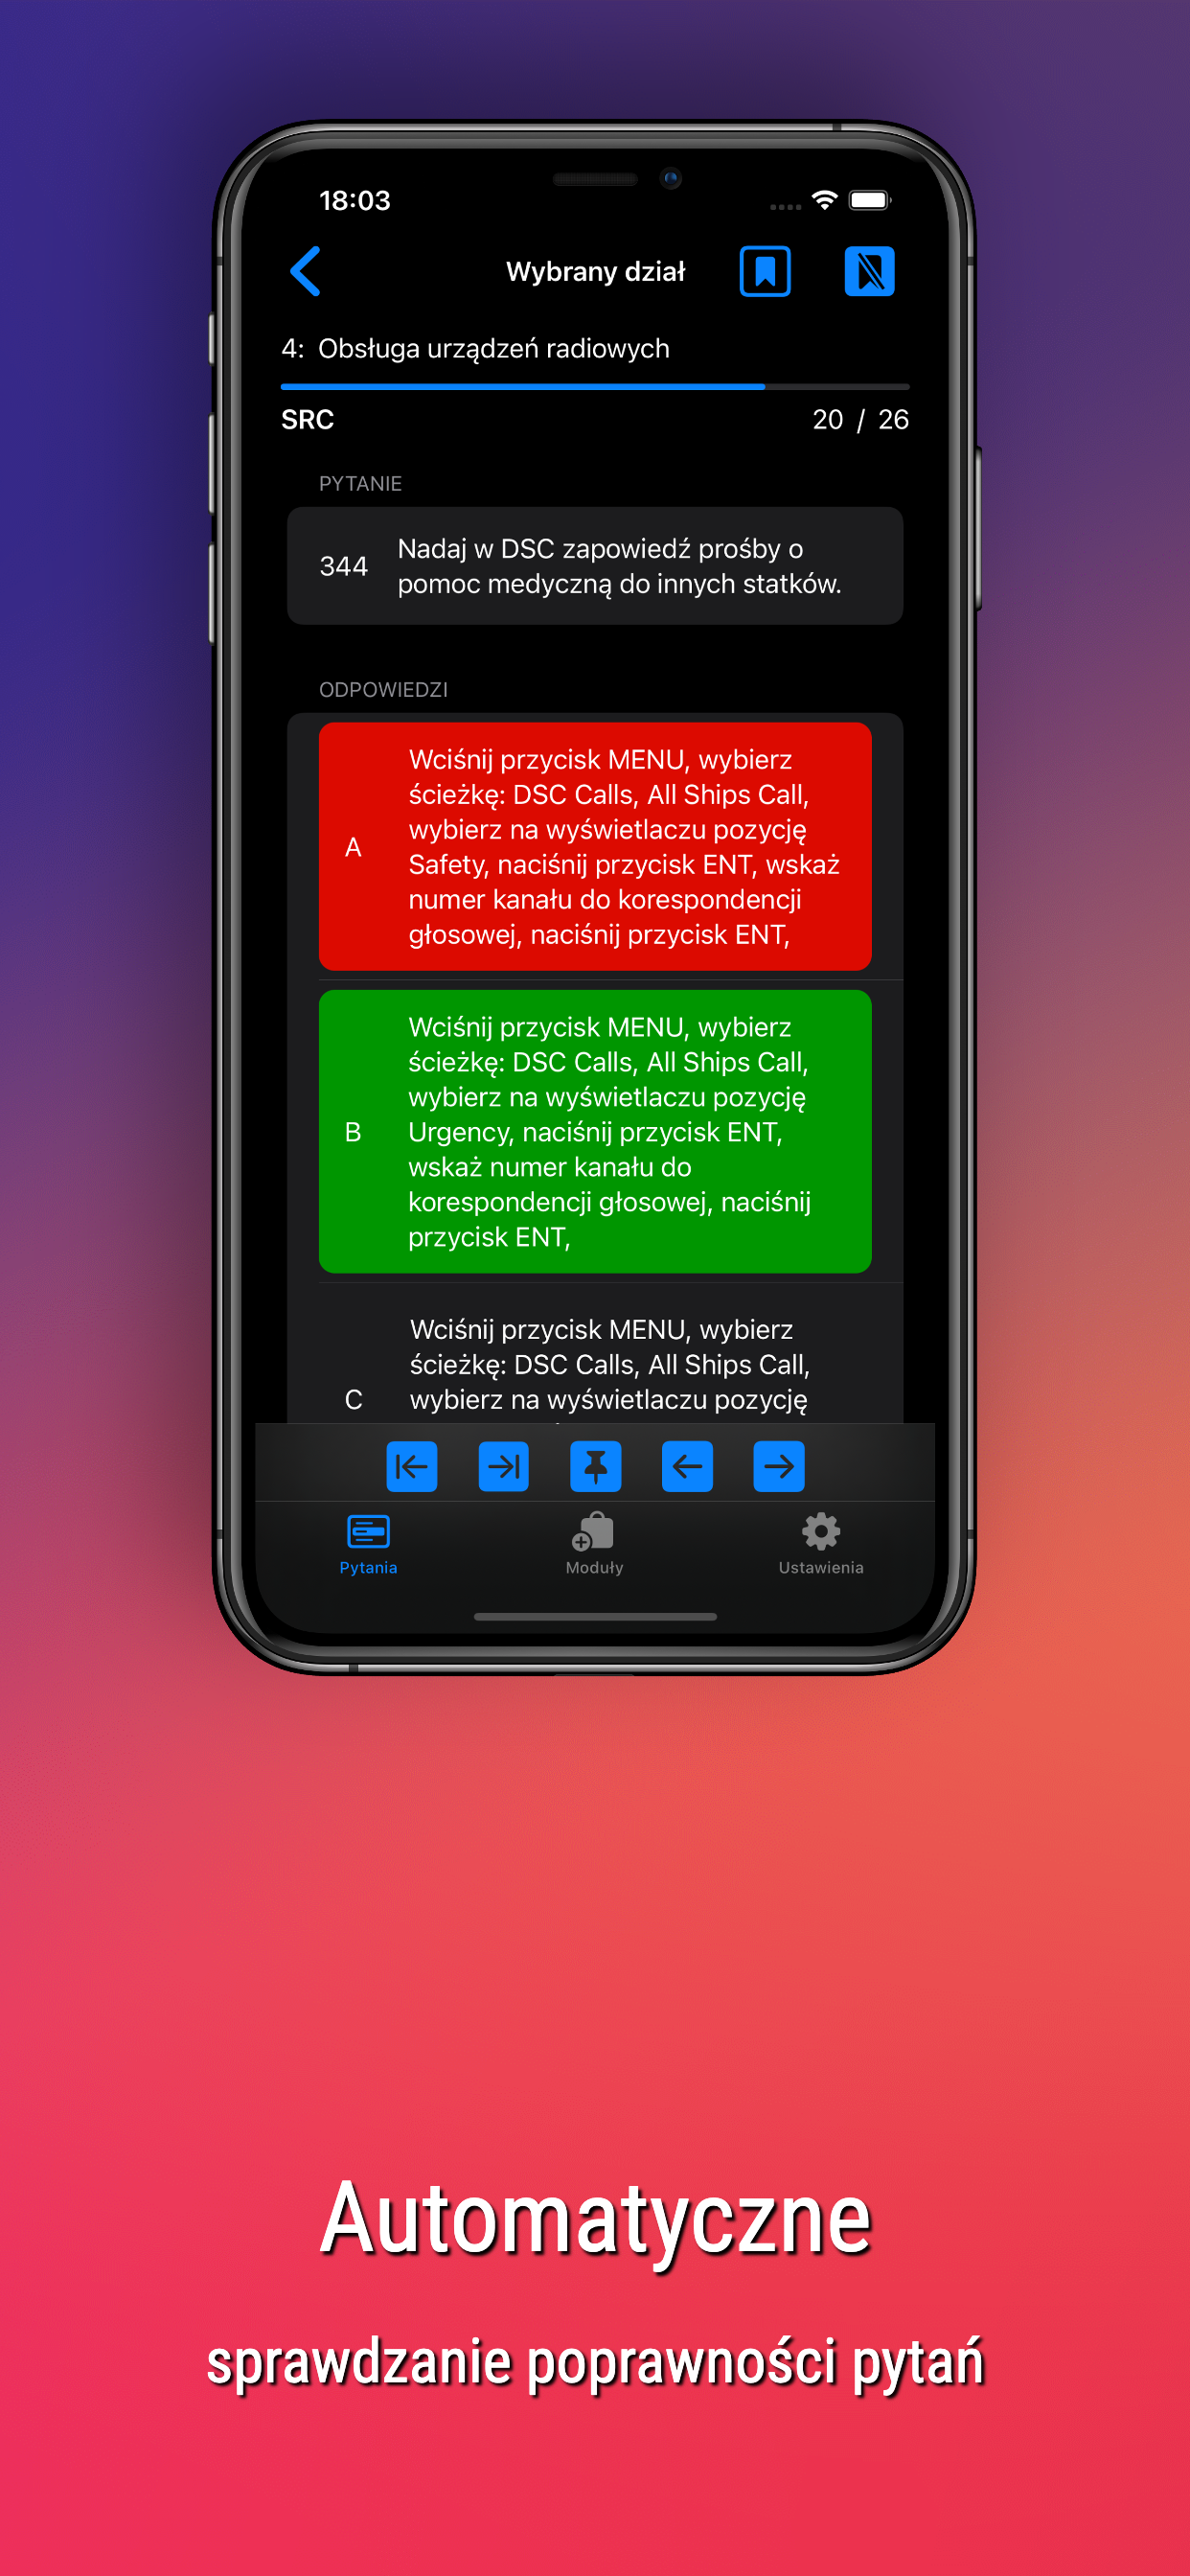 18:03
Wybrany dział
4: Obsługa urządzeń radiowych
SRC
20 / 26
PYTANIE
344
Nadaj w DSC zapowiedź prośby o
pomoc medyczną do innych statków.
ODPOWIEDZI
A
Wciśnij przycisk MENU, wybierz
ścieżkę: DSC Calls, All Ships Call,
wybierz na wyświetlaczu pozycję
Safety, naciśnij przycisk ENT, wskaż
numer kanału do korespondencji
głosowej, naciśnij przycisk ENT,
B
Wciśnij przycisk MENU, wybierz
ścieżkę: DSC Calls, All Ships Call,
wybierz na wyświetlaczu pozycję
Urgency, naciśnij przycisk ENT,
wskaż numer kanału do
korespondencji głosowej, naciśnij
przycisk ENT,
C
Wciśnij przycisk MENU, wybierz
ścieżkę: DSC Calls, All Ships Call,
wybierz na wyświetlaczu pozycję
Pytania
Moduły
Ustawienia
Automatyczne
sprawdzanie poprawności pytań